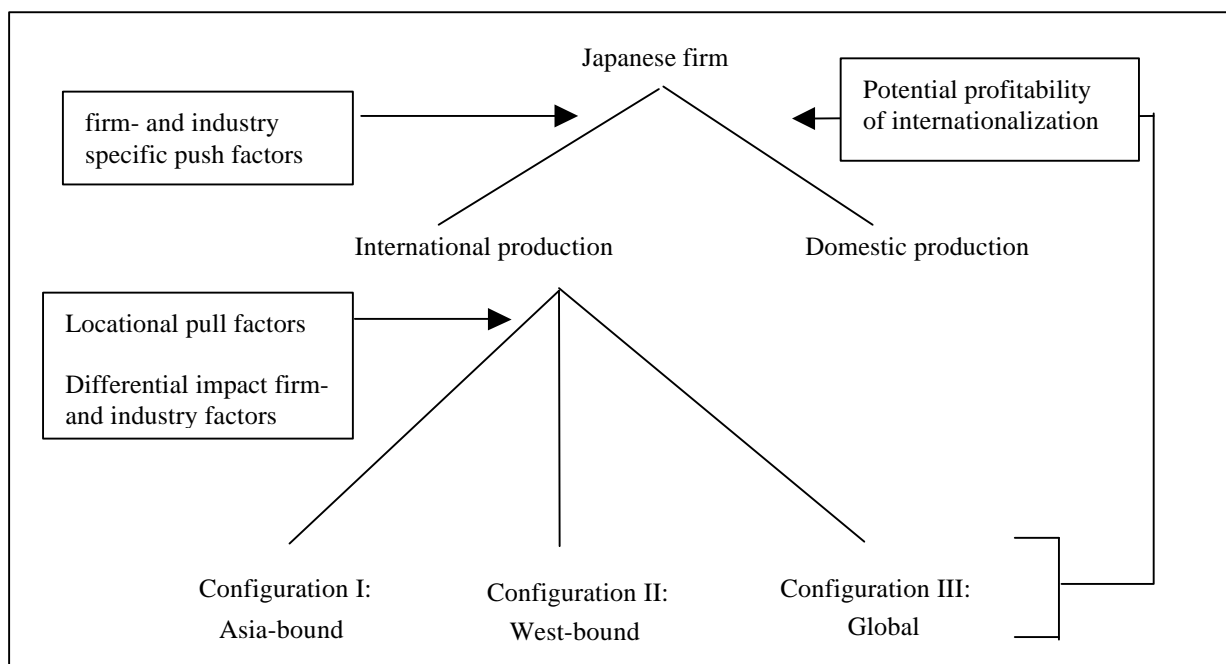 Japanese firm
firm- and industry
specific push factors
Potential profitability
of internationalization
International production
Domestic production
Locational pull factors
Differential impact firm-
and industry factors
Configuration I:
Asia-bound
Configuration II:
West-bound
Configuration III:
Global